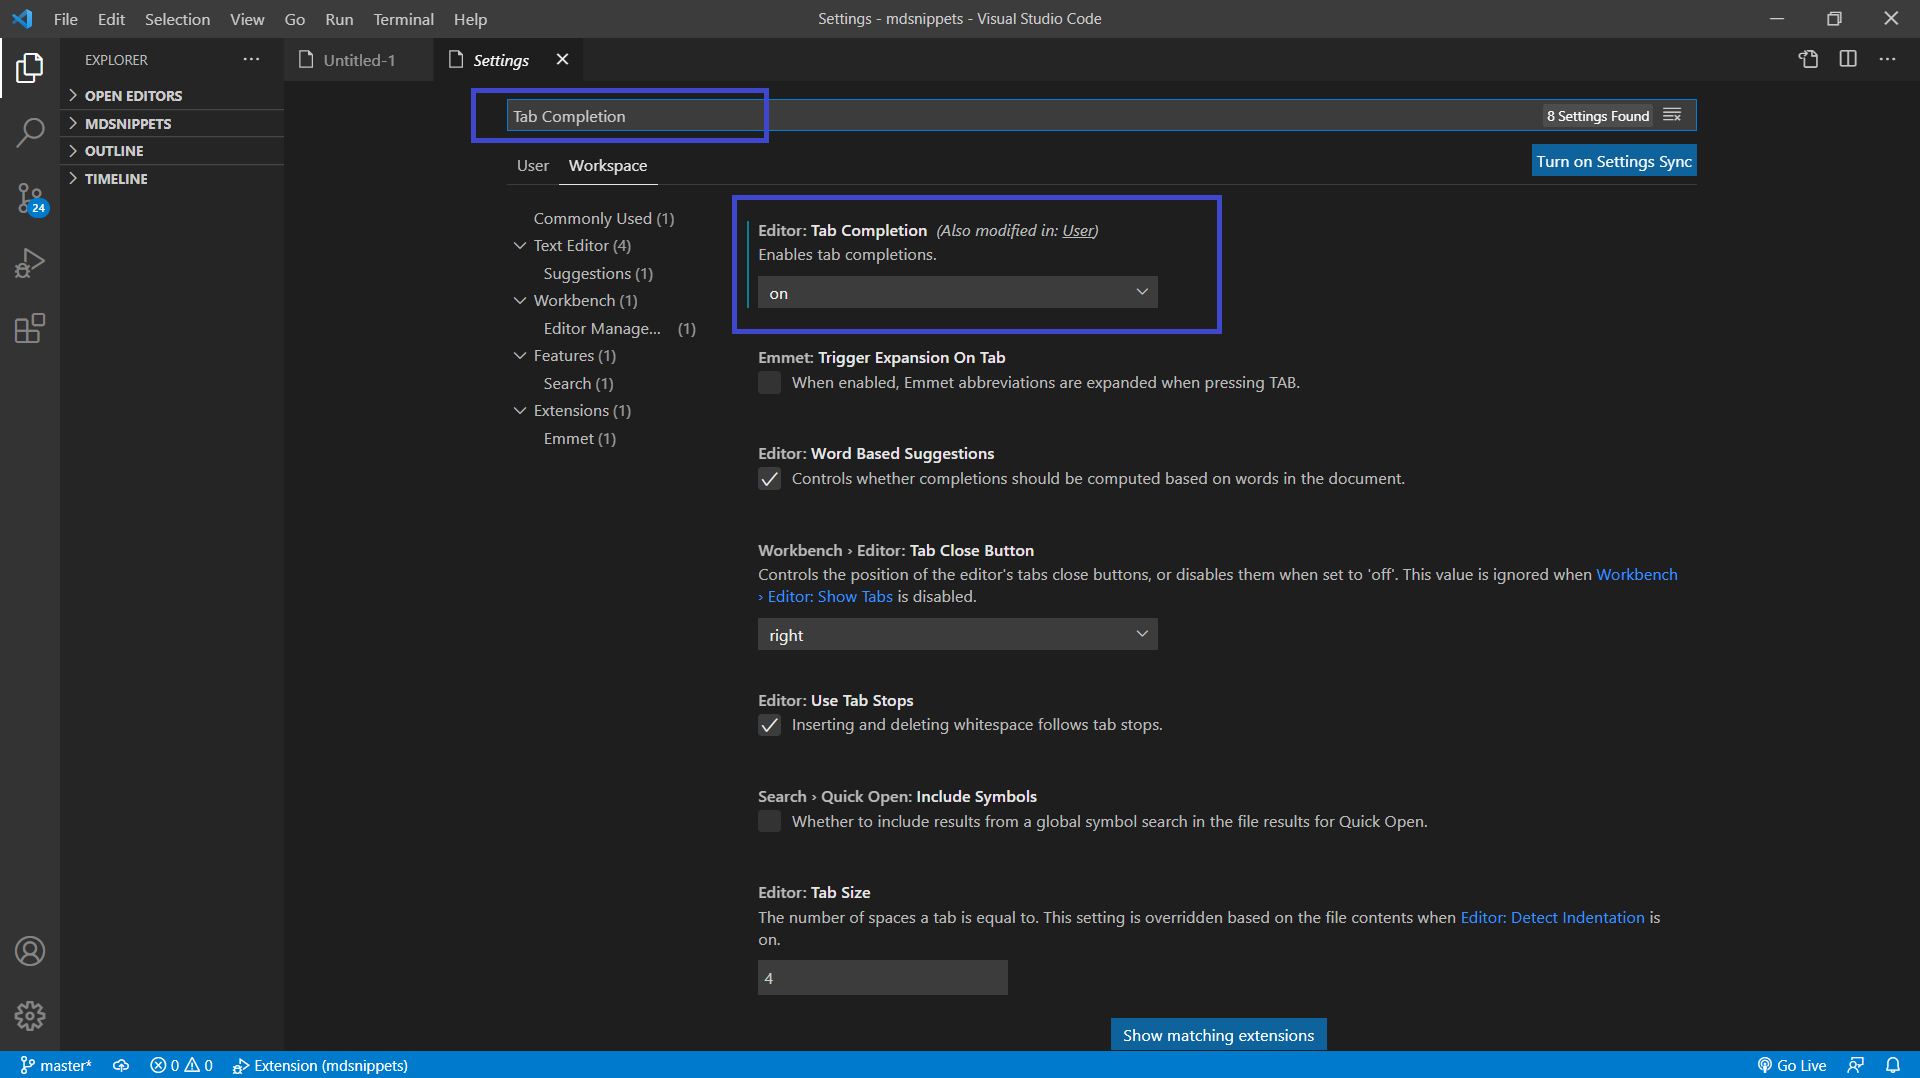 File Edit Selection View Go Run Terminal Help
Settings - mdsnippets - Visual Studio Code
EXPLORER
OPEN EDITORS
MDSNIPPETS
OUTLINE
TIMELINE
24
Untitled-1
Settings
Tab Completion
8 Settings Found
User Workspace
Turn on Settings Sync
Commonly Used (1)
Text Editor (4)
Suggestions (1)
Workbench (1)
Editor Manage... (1)
Features (1)
Search (1)
Extensions (1)
Emmet (1)
Editor: Tab Completion (Also modified in: User)
Enables tab completions.
on
Emmet: Trigger Expansion On Tab
When enabled, Emmet abbreviations are expanded when pressing TAB.
Editor: Word Based Suggestions
Controls whether completions should be computed based on words in the document.
Workbench › Editor: Tab Close Button
Controls the position of the editor's tabs close buttons, or disables them when set to 'off'. This value is ignored when Workbench
› Editor: Show Tabs is disabled.
right
Editor: Use Tab Stops
Inserting and deleting whitespace follows tab stops.
Search › Quick Open: Include Symbols
Whether to include results from a global symbol search in the file results for Quick Open.
Editor: Tab Size
The number of spaces a tab is equal to. This setting is overridden based on the file contents when Editor: Detect Indentation is
on.
4
Show matching extensions
master* 0 0 Extension (mdsnippets)
Go Live